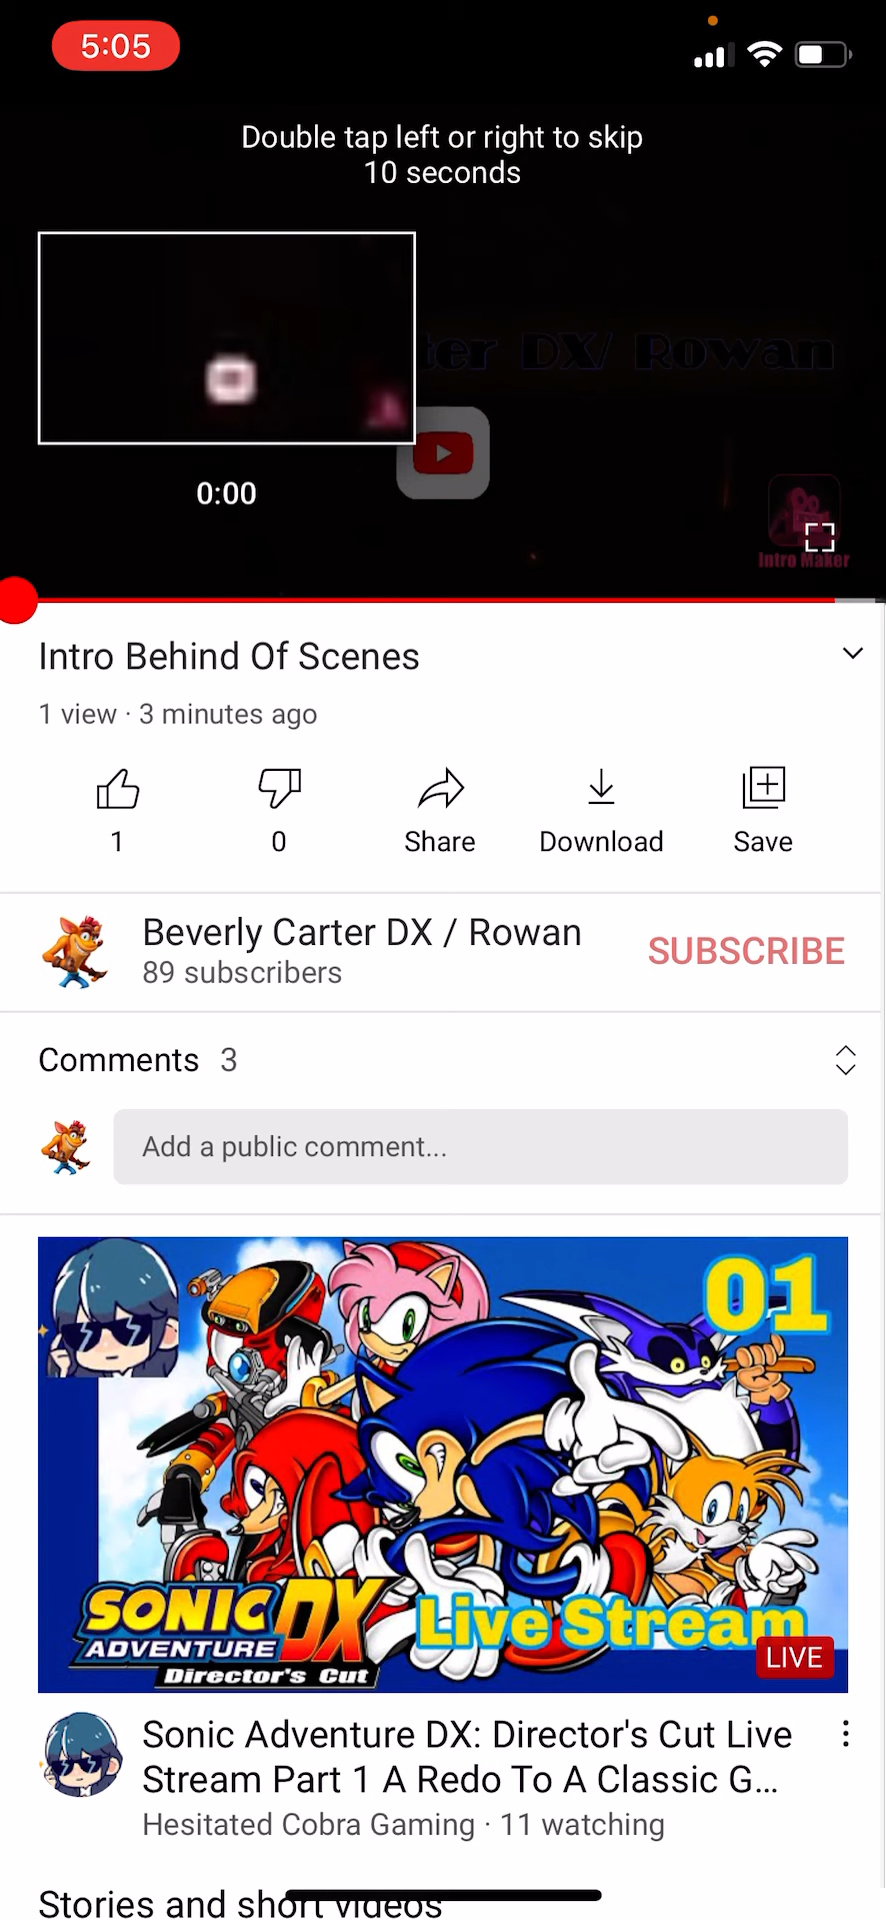 5:05
Double tap left or right to skip
10 seconds
ter DX/ Rowan
0:00
Intro Maker
Intro Behind Of Scenes
1 view · 3 minutes ago
1
0
Share
Download
Save
Beverly Carter DX / Rowan
89 subscribers
SUBSCRIBE
Comments 3
Add a public comment...
01
SONIC
ADVENTURE DX
Director's Cut
Live Stream
LIVE
Sonic Adventure DX: Director's Cut Live
Stream Part 1 A Redo To A Classic G...
Hesitated Cobra Gaming · 11 watching
Stories and short videos